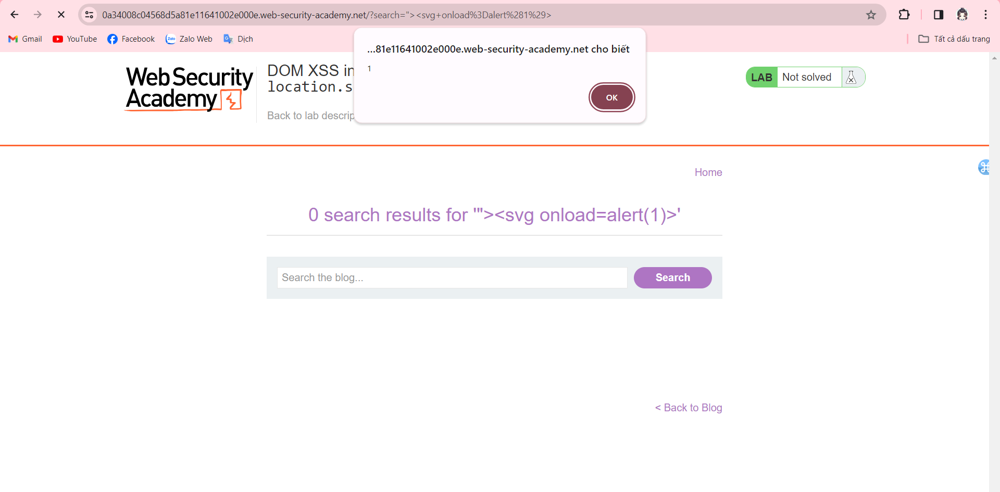 0a34008c04568d5a81e11641002e000e.web-security-academy.net/?search="><svg+onload%3Dalert%281%29>
Gmail YouTube Facebook Zalo Zalo Web G Dịch Tất cả dấu trang
...81e11641002e000e.web-security-academy.net cho biết
1
OK
Web Security
Academy
DOM XSS in
location.s
Back to lab descrip
LAB Not solved
Home
0 search results for '"><svg onload=alert(1)>'
Search the blog... Search
< Back to Blog